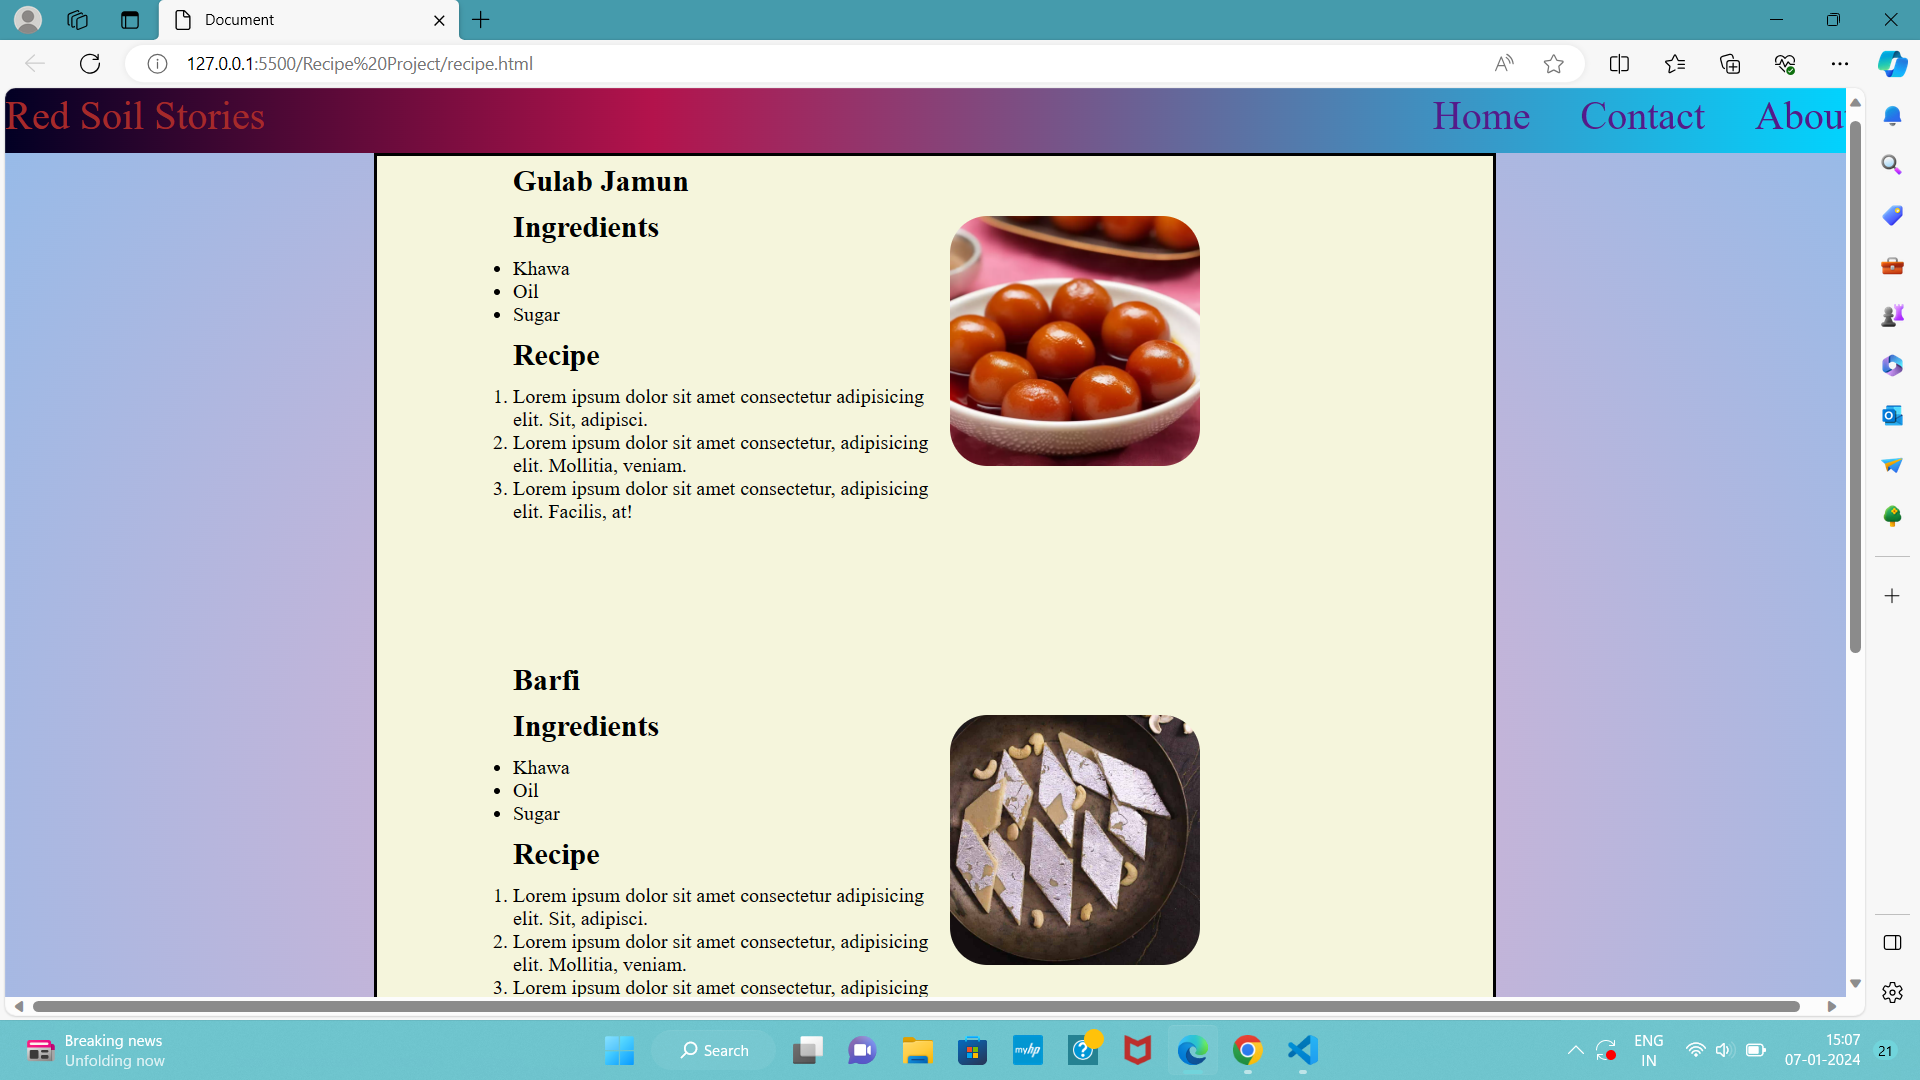 Document
127.0.0.1:5500/Recipe%20Project/recipe.html
Red Soil Stories
Home Contact Abou
Gulab Jamun
Ingredients
• Khawa
• Oil
• Sugar
Recipe
1. Lorem ipsum dolor sit amet consectetur adipisicing
elit. Sit, adipisci.
2. Lorem ipsum dolor sit amet consectetur, adipisicing
elit. Mollitia, veniam.
3. Lorem ipsum dolor sit amet consectetur, adipisicing
elit. Facilis, at!
Barfi
Ingredients
• Khawa
• Oil
• Sugar
Recipe
1. Lorem ipsum dolor sit amet consectetur adipisicing
elit. Sit, adipisci.
2. Lorem ipsum dolor sit amet consectetur, adipisicing
elit. Mollitia, veniam.
3. Lorem ipsum dolor sit amet consectetur, adipisicing
Breaking news
Unfolding now
Search
myhp
ENG
IN
15:07
07-01-2024
21